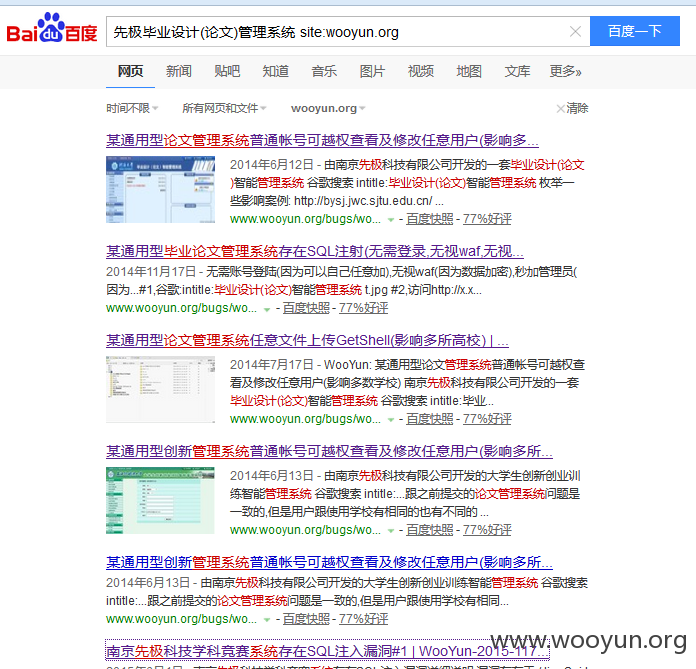 Bai du 百度
先极毕业设计(论文)管理系统 site:wooyun.org
百度一下
网页 新闻 贴吧 知道 音乐 图片 视频 地图 文库 更多»
时间不限 所有网页和文件 wooyun.org 清除
某通用型论文管理系统普通帐号可越权查看及修改任意用户(影响多...
2014年6月12日 - 由南京先极科技有限公司开发的一套毕业设计(论文
)智能管理系统 谷歌搜索 intitle:毕业设计(论文)智能管理系统 枚举一
些影响案例: http://bysj.jwc.sjtu.edu.cn/ ...
www.wooyun.org/bugs/wo... - 百度快照 - 77%好评
某通用型毕业论文管理系统存在SQL注射(无需登录,无视waf,无视...
2014年11月17日 - 无需账号登陆(因为可以自己任意加),无视waf(因为数据加密),秒加管理员(
因为...#1,谷歌:intitle:毕业设计(论文)智能管理系统 t.jpg #2,访问http://x.x...
www.wooyun.org/bugs/wo... - 百度快照 - 77%好评
某通用型论文管理系统任意文件上传GetShell(影响多所高校) | ...
2014年7月17日 - WooYun: 某通用型论文管理系统普通帐号可越权查
看及修改任意用户(影响多数学校) 南京先极科技有限公司开发的一套
毕业设计(论文)智能管理系统 谷歌搜索 intitle:毕业...
www.wooyun.org/bugs/wo... - 百度快照 - 77%好评
某通用型创新管理系统普通帐号可越权查看及修改任意用户(影响多所...
2014年6月13日 - 由南京先极科技有限公司开发的大学生创新创业训
练智能管理系统 谷歌搜索 intitle:...跟之前提交的论文管理系统问题是
一致的,但是用户跟使用学校有相同的也有不同的 ...
www.wooyun.org/bugs/wo... - 百度快照 - 77%好评
某通用型创新管理系统普通帐号可越权查看及修改任意用户(影响多所...
2014年6月13日 - 由南京先极科技有限公司开发的大学生创新创业训练智能管理系统 谷歌搜索
intitle:...跟之前提交的论文管理系统问题是一致的,但是用户跟使用学校有相同...
www.wooyun.org/bugs/wo... - 百度快照 - 77%好评
南京先极科技学科竞赛系统存在SQL注入漏洞#1 | WooYun-2015-117...
www.wooyun.org